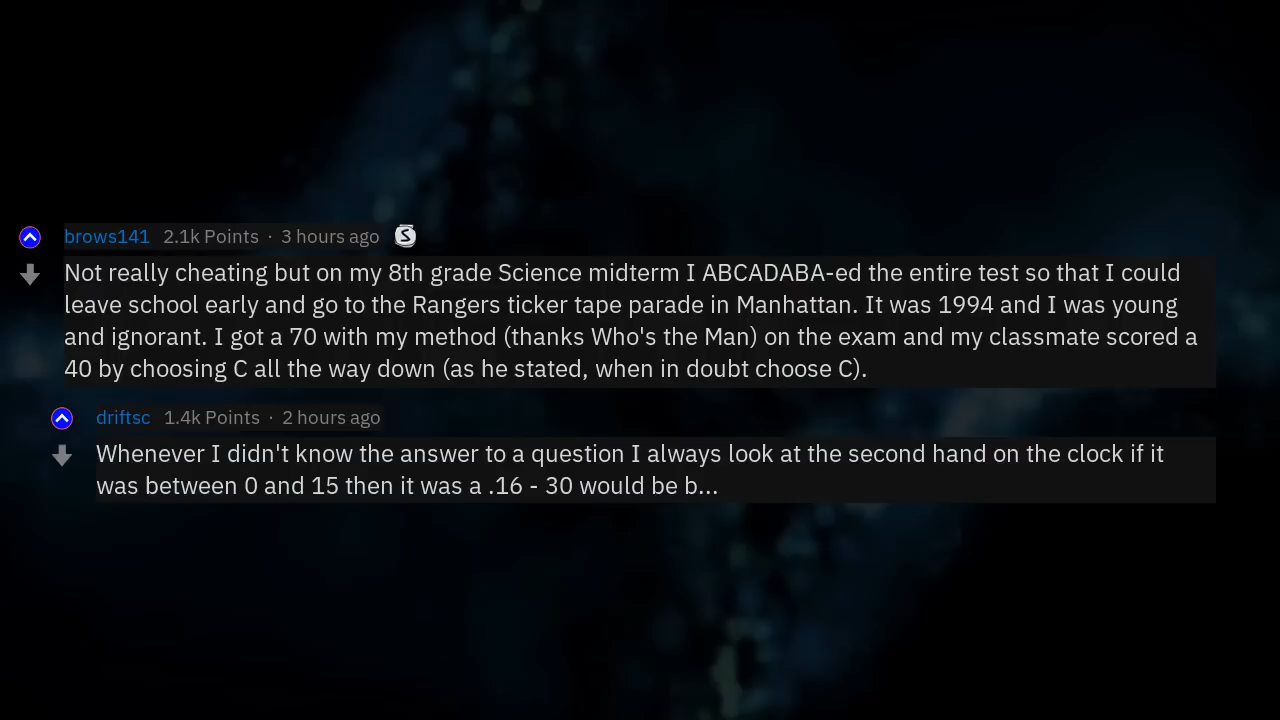 brows141 2.1k Points · 3 hours ago S
Not really cheating but on my 8th grade Science midterm I ABCADABA-ed the entire test so that I could
leave school early and go to the Rangers ticker tape parade in Manhattan. It was 1994 and I was young
and ignorant. I got a 70 with my method (thanks Who's the Man) on the exam and my classmate scored a
40 by choosing C all the way down (as he stated, when in doubt choose C).
driftsc 1.4k Points · 2 hours ago
Whenever I didn't know the answer to a question I always look at the second hand on the clock if it
was between 0 and 15 then it was a .16 - 30 would be b...